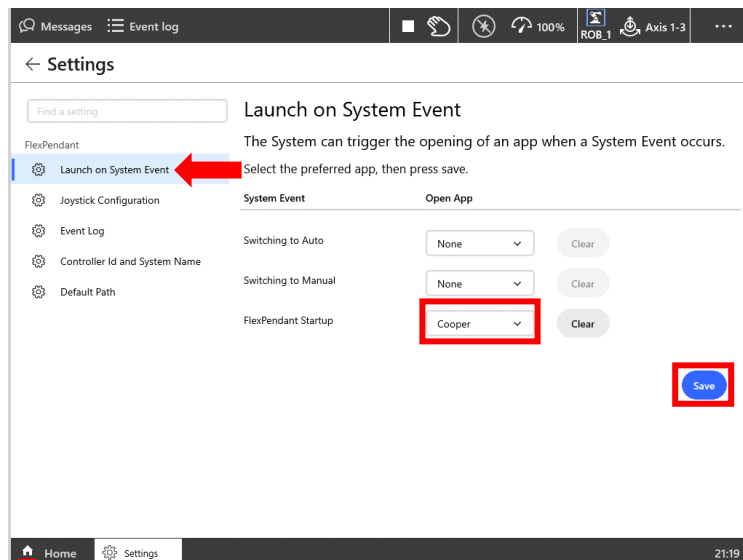 Messages Event log 100% ROB_1 Axis 1-3 ...
← Settings
Find a setting
FlexPendant
Launch on System Event
Joystick Configuration
Event Log
Controller Id and System Name
Default Path
Launch on System Event
The System can trigger the opening of an app when a System Event occurs.
Select the preferred app, then press save.
System Event Open App
Switching to Auto None Clear
Switching to Manual None Clear
FlexPendant Startup Cooper Clear
Save
Home Settings 21:19